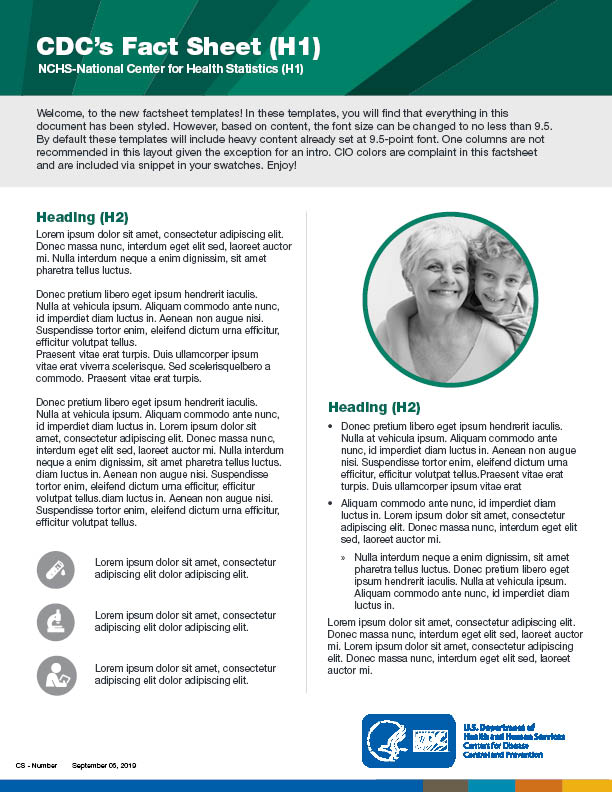 CDC's Fact Sheet (H1)
NCHS-National Center for Health Statistics (H1)
Welcome, to the new factsheet templates! In these templates, you will find that everything in this
document has been styled. However, based on content, the font size can be changed to no less than 9.5.
By default these templates will include heavy content already set at 9.5-point font. One columns are not
recommended in this layout given the exception for an intro. CIO colors are complaint in this factsheet
and are included via snippet in your swatches. Enjoy!
Heading (H2)
Lorem ipsum dolor sit amet, consectetur adipiscing elit.
Donec massa nunc, interdum eget elit sed, laoreet auctor
mi. Nulla interdum neque a enim dignissim, sit amet
pharetra tellus luctus.
Donec pretium libero eget ipsum hendrerit iaculis.
Nulla at vehicula ipsum. Aliquam commodo ante nunc,
id imperdiet diam luctus in. Aenean non augue nisi.
Suspendisse tortor enim, eleifend dictum urna efficitur,
efficitur volutpat tellus.
Praesent vitae erat turpis. Duis ullamcorper ipsum
vitae erat viverra scelerisque. Sed scelerisquelbero a
commodo. Praesent vitae erat turpis.
Donec pretium libero eget ipsum hendrerit iaculis.
Nulla at vehicula ipsum. Aliquam commodo ante nunc,
id imperdiet diam luctus in. Lorem ipsum dolor sit
amet, consectetur adipiscing elit. Donec massa nunc,
interdum eget elit sed, laoreet auctor mi. Nulla interdum
neque a enim dignissim, sit amet pharetra tellus luctus.
diam luctus in. Aenean non augue nisi. Suspendisse
tortor enim, eleifend dictum urna efficitur, efficitur
volutpat tellus.diam luctus in. Aenean non augue nisi.
Suspendisse tortor enim, eleifend dictum urna efficitur,
efficitur volutpat tellus.
Lorem ipsum dolor sit amet, consectetur
adipiscing elit dolor adipiscing elit.
Lorem ipsum dolor sit amet, consectetur
adipiscing elit dolor adipiscing elit.
Lorem ipsum dolor sit amet, consectetur
adipiscing elit dolor adipiscing elit.
Heading (H2)
• Donec pretium libero eget ipsum hendrerit iaculis.
Nulla at vehicula ipsum. Aliquam commodo ante
nunc, id imperdiet diam luctus in. Aenean non augue
nisi. Suspendisse tortor enim, eleifend dictum urna
efficitur, efficitur volutpat tellus.Praesent vitae erat
turpis. Duis ullamcorper ipsum vitae erat
• Aliquam commodo ante nunc, id imperdiet diam
luctus in. Lorem ipsum dolor sit amet, consectetur
adipiscing elit. Donec massa nunc, interdum eget elit
sed, laoreet auctor mi.
» Nulla interdum neque a enim dignissim, sit amet
pharetra tellus luctus. Donec pretium libero eget
ipsum hendrerit iaculis. Nulla at vehicula ipsum.
Aliquam commodo ante nunc, id imperdiet diam
luctus in.
Lorem ipsum dolor sit amet, consectetur adipiscing elit.
Donec massa nunc, interdum eget elit sed, laoreet auctor
mi. Lorem ipsum dolor sit amet, consectetur adipiscing
elit. Donec massa nunc, interdum eget elit sed, laoreet
auctor mi.
CDC
U.S. Department of
Health and Human Services
Centers for Disease
Control and Prevention
CS - Number September 05, 2019